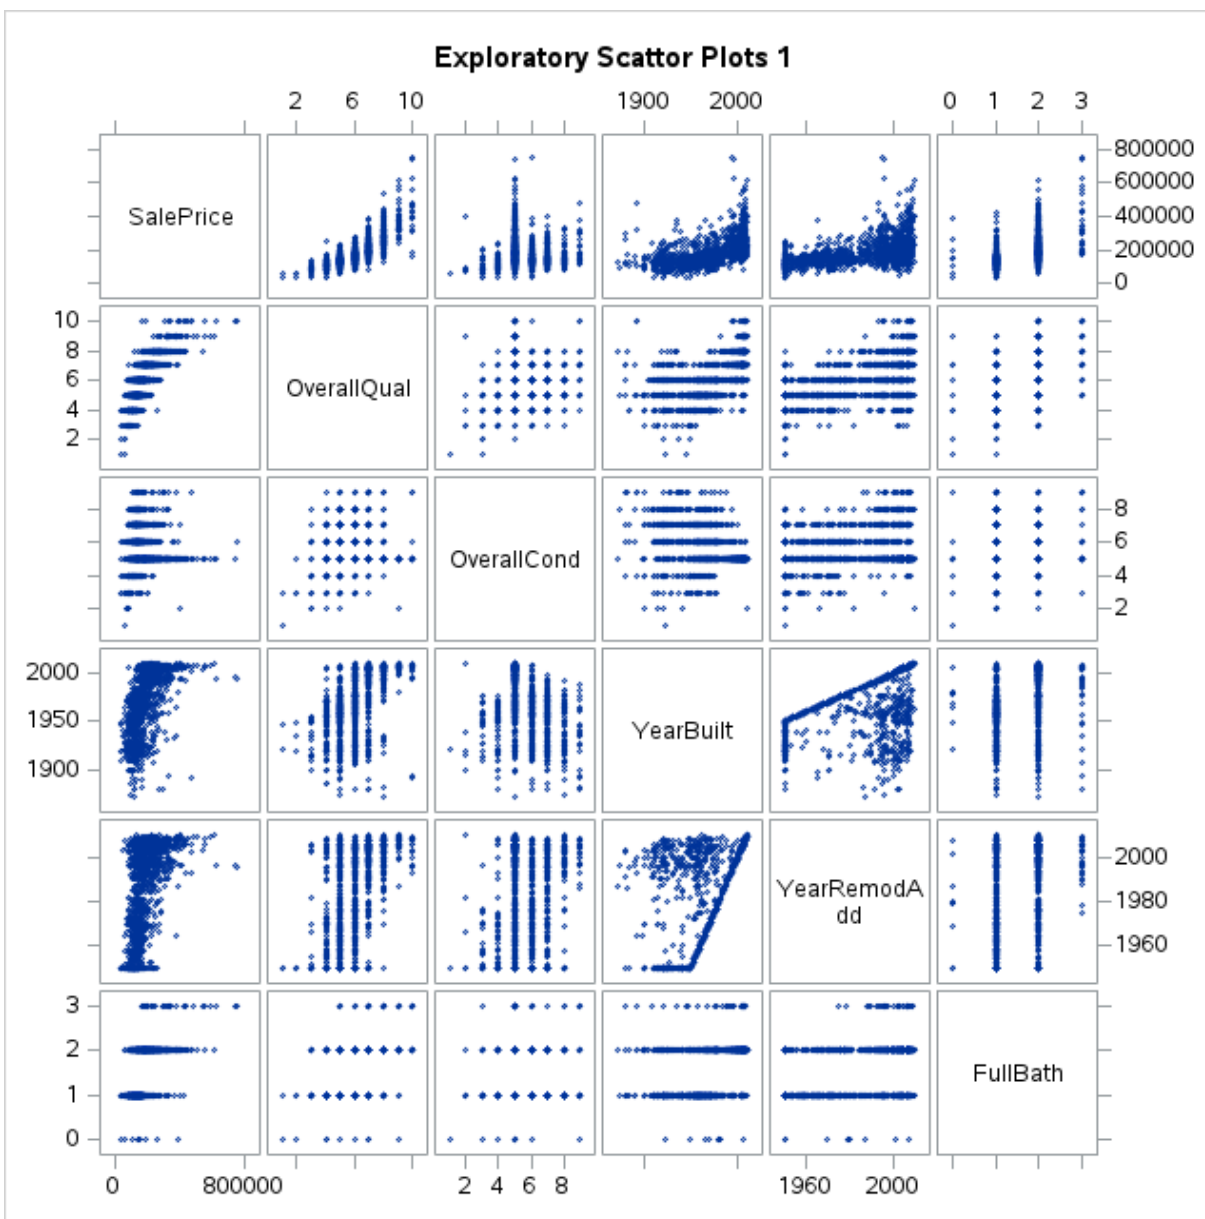 Exploratory Scattor Plots 1
2 6 10 1900 2000 0 1 2 3
SalePrice
800000
600000
400000
200000
0
10
8
6
4
2
OverallQual
OverallCond
8
6
4
2
2000
1950
1900
YearBuilt
YearRemodA
dd
2000
1980
1960
3
2
1
0
FullBath
0 800000 2 4 6 8 1960 2000